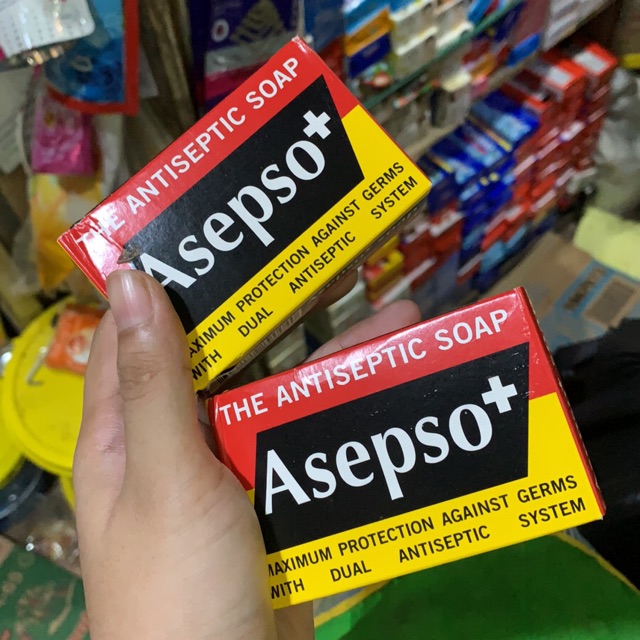 THE ANTISEPTIC SOAP
Asepso+
MAXIMUM PROTECTION AGAINST GERMS
WITH DUAL ANTISEPTIC SYSTEM
THE ANTISEPTIC SOAP
Asepso+
MAXIMUM PROTECTION AGAINST GERMS
WITH DUAL ANTISEPTIC SYSTEM